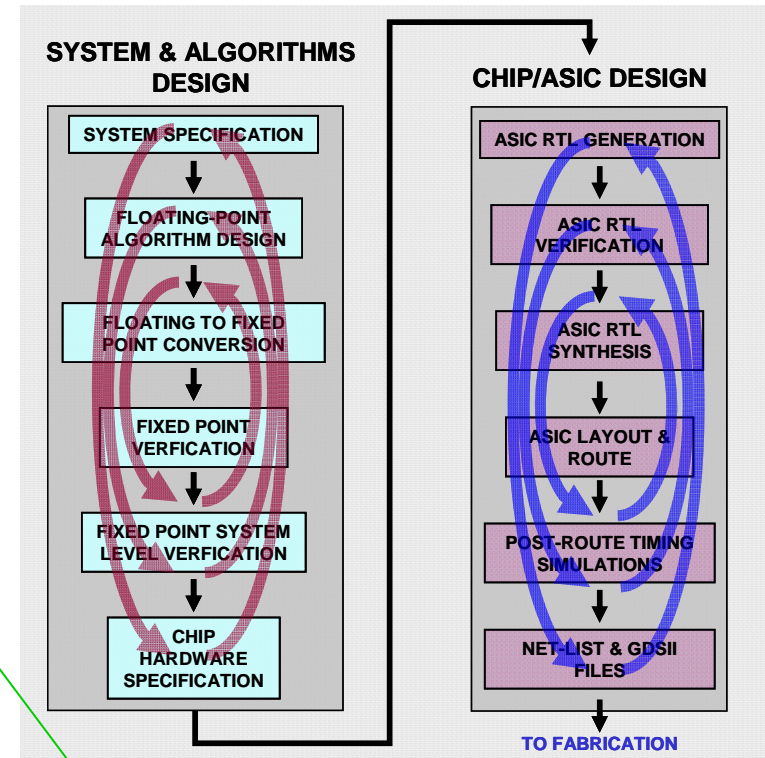 SYSTEM & ALGORITHMS
DESIGN
SYSTEM SPECIFICATION
FLOATING-POINT
ALGORITHM DESIGN
FLOATING TO FIXED
POINT CONVERSION
FIXED POINT
VERFICATION
FIXED POINT SYSTEM
LEVEL VERFICATION
CHIP
HARDWARE
SPECIFICATION
CHIP/ASIC DESIGN
ASIC RTL GENERATION
ASIC RTL
VERIFICATION
ASIC RTL
SYNTHESIS
ASIC LAYOUT &
ROUTE
POST-ROUTE TIMING
SIMULATIONS
NET-LIST & GDSII
FILES
TO FABRICATION